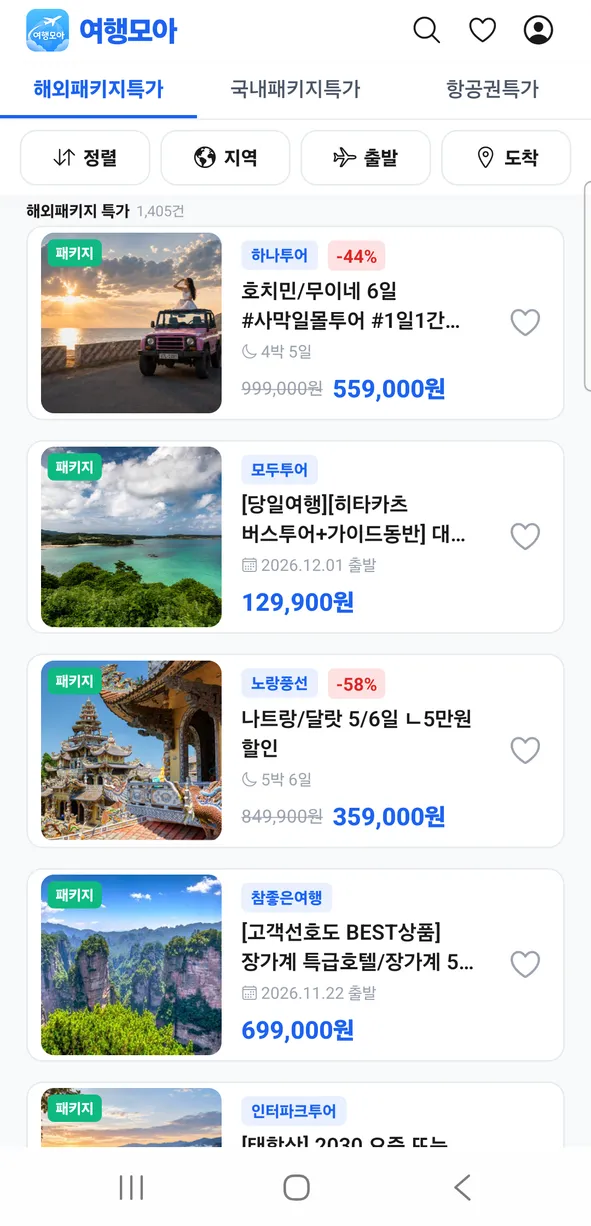 여행모아 여행모아
해외패키지특가 국내패키지특가 항공권특가
정렬 지역 출발 도착
해외패키지 특가 1,405건
패키지
하나투어 -44%
호치민/무이네 6일
#사막일몰투어 #1일1간...
4박 5일
999,000원 559,000원
패키지
모두투어
[당일여행][히타카츠
버스투어+가이드동반] 대...
2026.12.01 출발
129,900원
패키지
노랑풍선 -58%
나트랑/달랏 5/6일 ㄴ5만원
할인
5박 6일
849,900원 359,000원
패키지
참좋은여행
[고객선호도 BEST상품]
장가계 특급호텔/장가계 5...
2026.11.22 출발
699,000원
패키지
인터파크투어
[태항산] 2030 요즘 뜨는